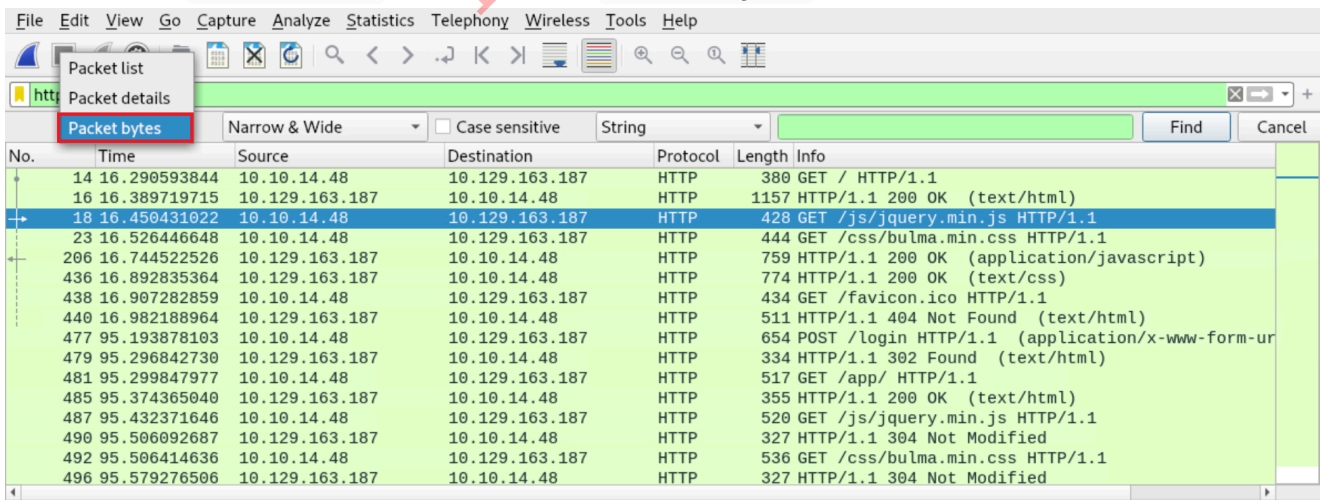 File Edit View Go Capture Analyze Statistics Telephony Wireless Tools Help
Packet list
http
Packet details
Packet bytes Narrow & Wide Case sensitive String Find Cancel
No. Time Source Destination Protocol Length Info
14 16.290593844 10.10.14.48 10.129.163.187 HTTP 380 GET / HTTP/1.1
16 16.389719715 10.129.163.187 10.10.14.48 HTTP 1157 HTTP/1.1 200 OK (text/html)
18 16.450431022 10.10.14.48 10.129.163.187 HTTP 428 GET /js/jquery.min.js HTTP/1.1
23 16.526446648 10.10.14.48 10.129.163.187 HTTP 444 GET /css/bulma.min.css HTTP/1.1
206 16.744522526 10.129.163.187 10.10.14.48 HTTP 759 HTTP/1.1 200 OK (application/javascript)
436 16.892835364 10.129.163.187 10.10.14.48 HTTP 774 HTTP/1.1 200 OK (text/css)
438 16.907282859 10.10.14.48 10.129.163.187 HTTP 434 GET /favicon.ico HTTP/1.1
440 16.982188964 10.129.163.187 10.10.14.48 HTTP 511 HTTP/1.1 404 Not Found (text/html)
477 95.193878103 10.10.14.48 10.129.163.187 HTTP 654 POST /login HTTP/1.1 (application/x-www-form-ur
479 95.296842730 10.129.163.187 10.10.14.48 HTTP 334 HTTP/1.1 302 Found (text/html)
481 95.299847977 10.10.14.48 10.129.163.187 HTTP 517 GET /app/ HTTP/1.1
485 95.374365040 10.129.163.187 10.10.14.48 HTTP 355 HTTP/1.1 200 OK (text/html)
487 95.432371646 10.10.14.48 10.129.163.187 HTTP 520 GET /js/jquery.min.js HTTP/1.1
490 95.506092687 10.129.163.187 10.10.14.48 HTTP 327 HTTP/1.1 304 Not Modified
492 95.506414636 10.10.14.48 10.129.163.187 HTTP 536 GET /css/bulma.min.css HTTP/1.1
496 95.579276506 10.129.163.187 10.10.14.48 HTTP 327 HTTP/1.1 304 Not Modified